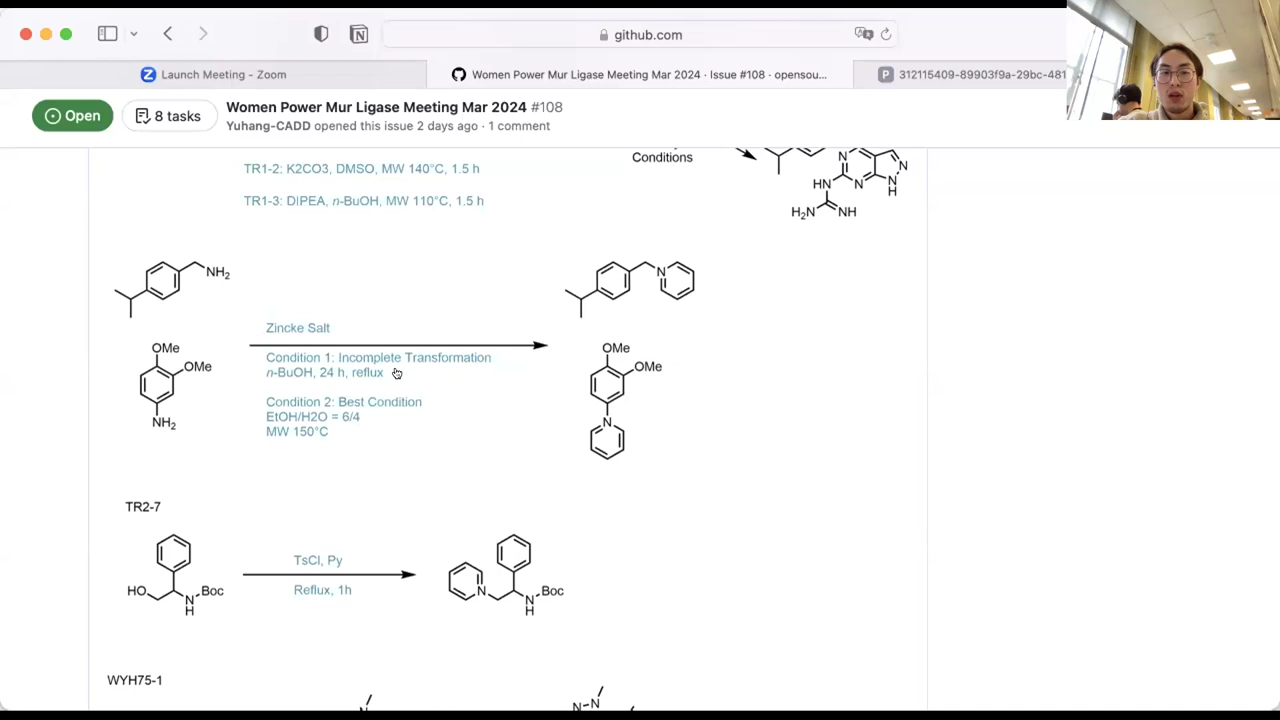 github.com
Launch Meeting - Zoom
Women Power Mur Ligase Meeting Mar 2024 · Issue #108 · opensou...
312115409-89903f9a-29bc-481
Open
8 tasks
Women Power Mur Ligase Meeting Mar 2024 #108
Yuhang-CADD opened this issue 2 days ago · 1 comment
Conditions
TR1-2: K2CO3, DMSO, MW 140°C, 1.5 h
TR1-3: DIPEA, n-BuOH, MW 110°C, 1.5 h
N
N
N
N
H
HN
H2N
NH
NH2
N
Zincke Salt
Condition 1: Incomplete Transformation
n-BuOH, 24 h, reflux
Condition 2: Best Condition
EtOH/H2O = 6/4
MW 150°C
OMe
OMe
NH2
OMe
OMe
N
TR2-7
HO
N
H
Boc
TsCl, Py
Reflux, 1h
N
N
H
Boc
WYH75-1
N-N